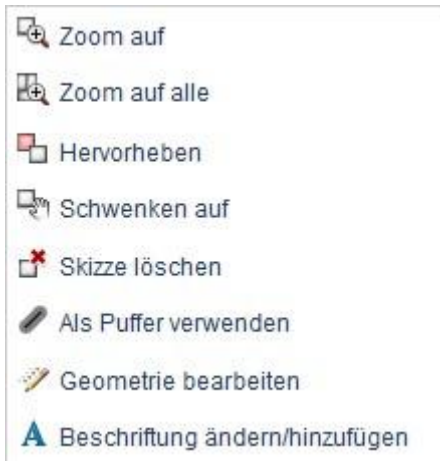 Zoom auf
Zoom auf alle
Hervorheben
Schwenken auf
Skizze löschen
Als Puffer verwenden
Geometrie bearbeiten
Beschriftung ändern/hinzufügen